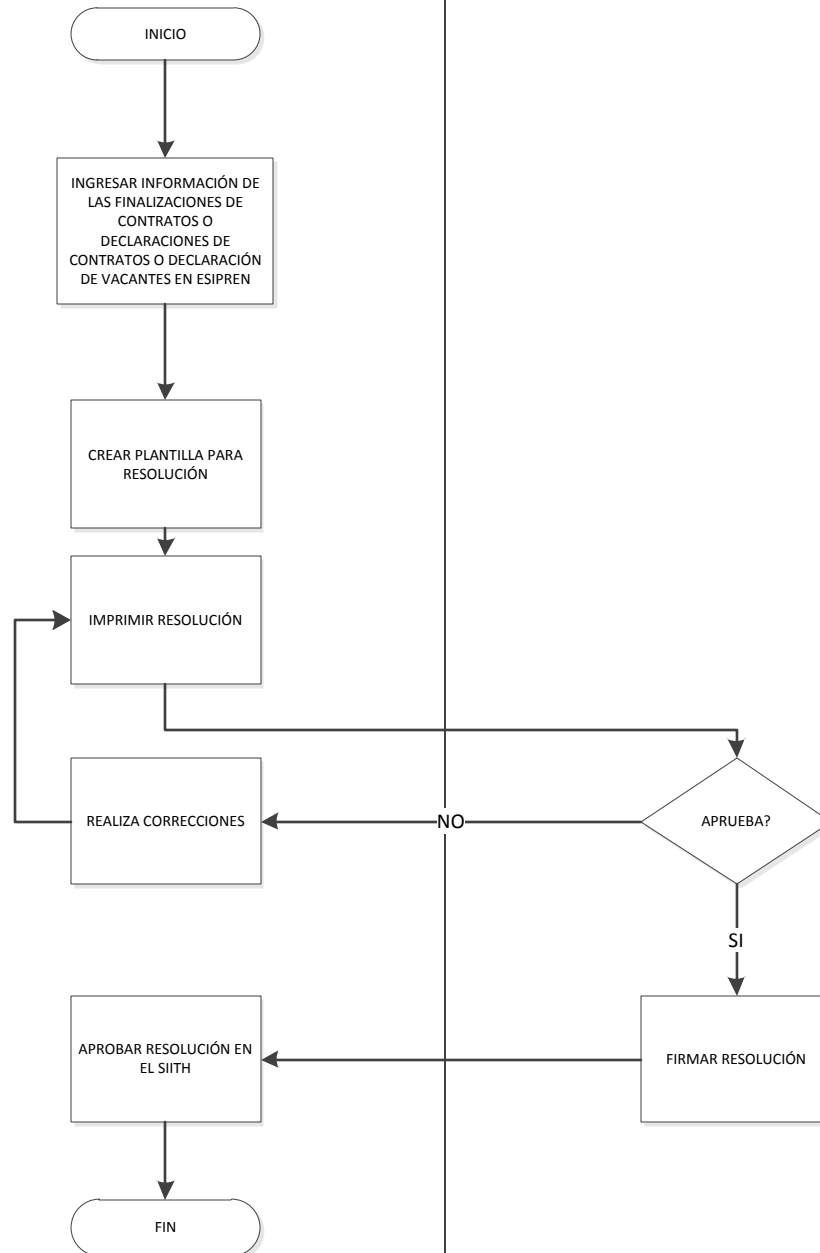 INICIO
INGRESAR INFORMACIÓN DE
LAS FINALIZACIONES DE
CONTRATOS O
DECLARACIONES DE
CONTRATOS O DECLARACIÓN
DE VACANTES EN ESIPREN
CREAR PLANTILLA PARA
RESOLUCIÓN
IMPRIMIR RESOLUCIÓN
REALIZA CORRECCIONES
NO
APRUEBA?
SI
APROBAR RESOLUCIÓN EN
EL SIITH
FIRMAR RESOLUCIÓN
FIN